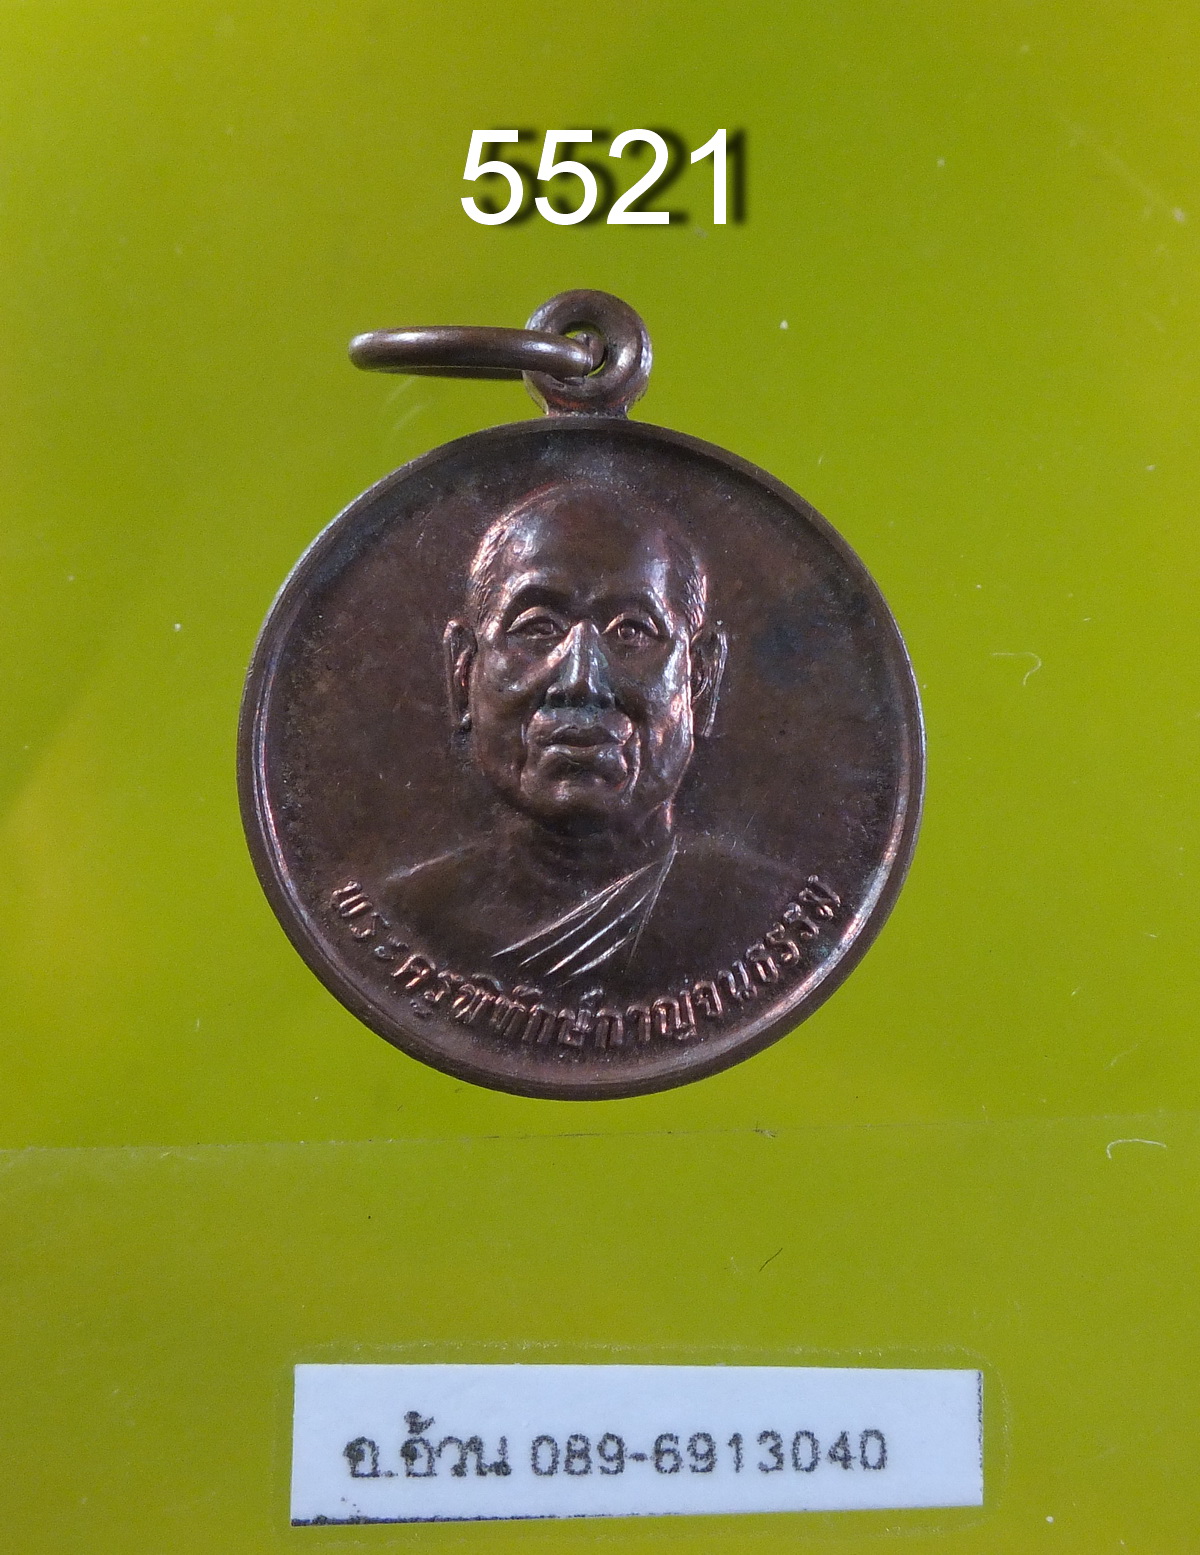 5521
พระครูพิทักษ์กาญจนธรรม
อ.อ้วน 089-6913040